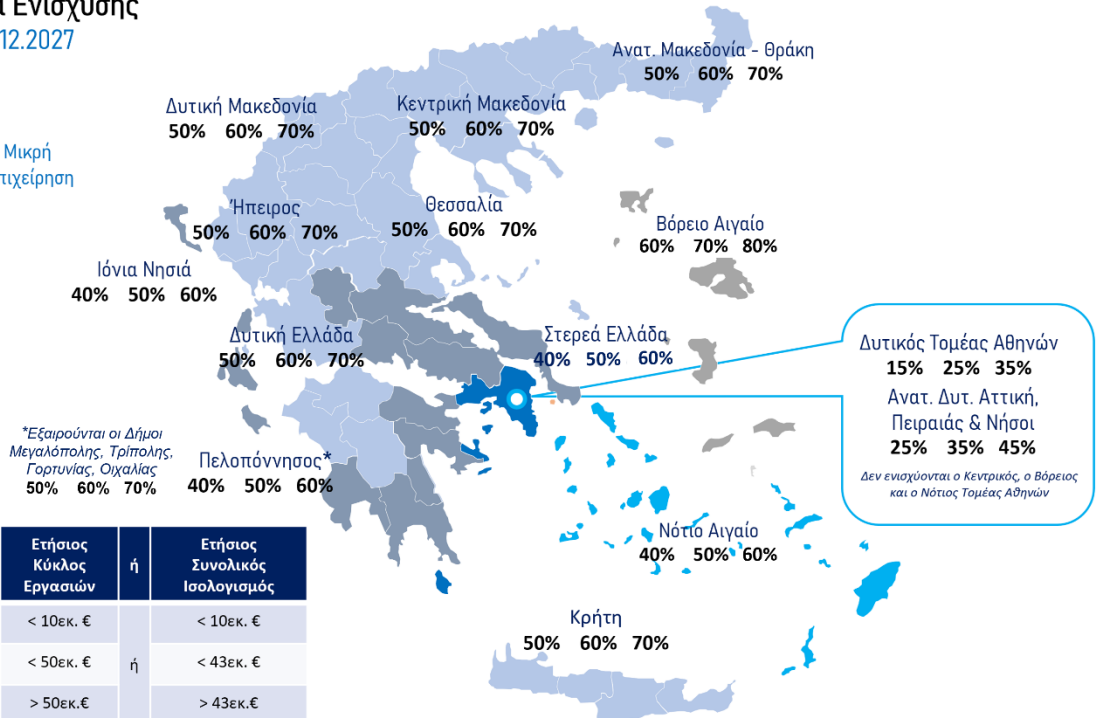 Ενίσχυσης
12.2027
Ανατ. Μακεδονία - Θράκη
50% 60% 70%
Δυτική Μακεδονία
50% 60% 70%
Κεντρική Μακεδονία
50% 60% 70%
Μικρή
Ήπειρος
50% 60% 70%
Θεσσαλία
50% 60% 70%
Βόρειο Αιγαίο
60% 70% 80%
Ιόνια Νησιά
40% 50% 60%
Δυτική Ελλάδα
50% 60% 70%
Στερεά Ελλάδα
40% 50% 60%
Δυτικός Τομέας Αθηνών
15% 25% 35%
Ανατ. Δυτ. Αττική,
Πειραιάς & Νήσοι
25% 35% 45%
Δεν ενισχύονται ο Κεντρικός, ο Βόρειος
και ο Νότιος Τομέας Αθηνών
*Εξαιρούνται οι Δήμοι
Μεγαλόπολης, Τρίπολης,
Γορτυνίας, Οιχαλίας
50% 60% 70%
Πελοπόννησος*
40% 50% 60%
Νότιο Αιγαίο
40% 50% 60%
Κρήτη
50% 60% 70%
Ετήσιος Κύκλος Εργασιών ή Ετήσιος Συνολικός Ισολογισμός
< 10εκ. € < 10εκ. €
< 50εκ. € ή < 43εκ. €
> 50εκ.€ > 43εκ.€